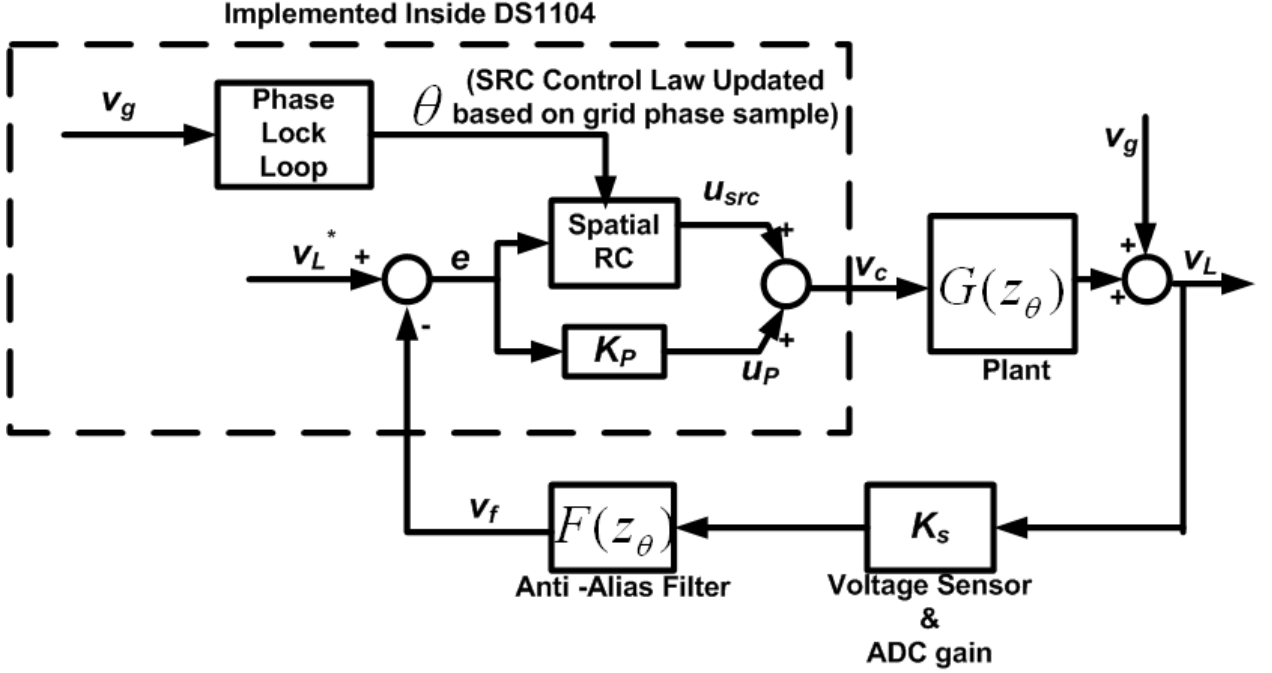 Implemented Inside DS1104
v_g
Phase
Lock
Loop
θ
(SRC Control Law Updated
based on grid phase sample)
v_g
+
+
v_L
v_L*
+
-
e
Spatial
RC
u_src
+
K_P
u_P
+
v_c
G(z_θ)
Plant
v_f
F(z_θ)
Anti -Alias Filter
K_s
Voltage Sensor
&
ADC gain